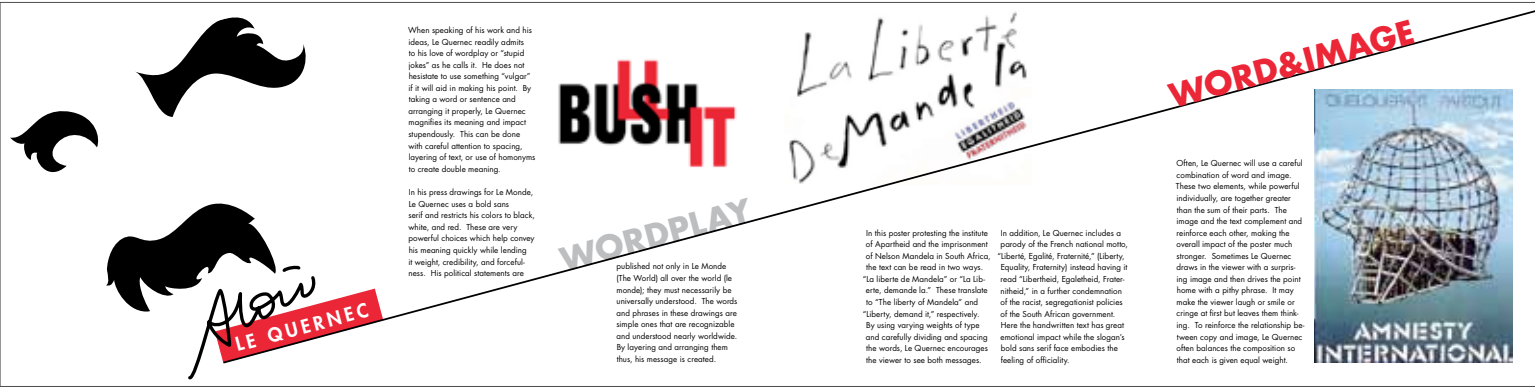 Alain
LE QUERNEC
When speaking of his work and his
ideas, Le Quernec readily admits
to his love of wordplay or “stupid
jokes” as he calls it. He does not
hesistate to use something “vulgar”
if it will aid in making his point. By
taking a word or sentence and
arranging it properly, Le Quernec
magnifies its meaning and impact
stupendously. This can be done
with careful attention to spacing,
layering of text, or use of homonyms
to create double meaning.
In his press drawings for Le Monde,
Le Quernec uses a bold sans
serif and restricts his colors to black,
white, and red. These are very
powerful choices which help convey
his meaning quickly while lending
it weight, credibility, and forceful-
ness. His political statements are
BUSH
LL
IT
WORDPLAY
published not only in Le Monde
(The World) all over the world (le
monde); they must necessarily be
universally understood. The words
and phrases in these drawings are
simple ones that are recognizable
and understood nearly worldwide.
By layering and arranging them
thus, his message is created.
La Liberté
DeMande la
LIBERTHEID
EGALITHEID
FRATERNITHEID
In this poster protesting the institute
of Apartheid and the imprisonment
of Nelson Mandela in South Africa,
the text can be read in two ways.
“La liberte de Mandela” or “La Lib-
erte, demande la.” These translate
to “The liberty of Mandela” and
“Liberty, demand it,” respectively.
By using varying weights of type
and carefully dividing and spacing
the words, Le Quernec encourages
the viewer to see both messages.
In addition, Le Quernec includes a
parody of the French national motto,
“Liberté, Egalité, Fraternité,” (Liberty,
Equality, Fraternity) instead having it
read “Libertheid, Egaletheid, Frater-
nitheid,” in a further condemnation
of the racist, segregationist policies
of the South African government.
Here the handwritten text has great
emotional impact while the slogan’s
bold sans serif face embodies the
feeling of officiality.
WORD&IMAGE
Often, Le Quernec will use a careful
combination of word and image.
These two elements, while powerful
individually, are together greater
than the sum of their parts. The
image and the text complement and
reinforce each other, making the
overall impact of the poster much
stronger. Sometimes Le Quernec
draws in the viewer with a surpris-
ing image and then drives the point
home with a pithy phrase. It may
make the viewer laugh or smile or
cringe at first but leaves them think-
ing. To reinforce the relationship be-
tween copy and image, Le Quernec
often balances the composition so
that each is given equal weight.
AMNESTY
INTERNATIONAL